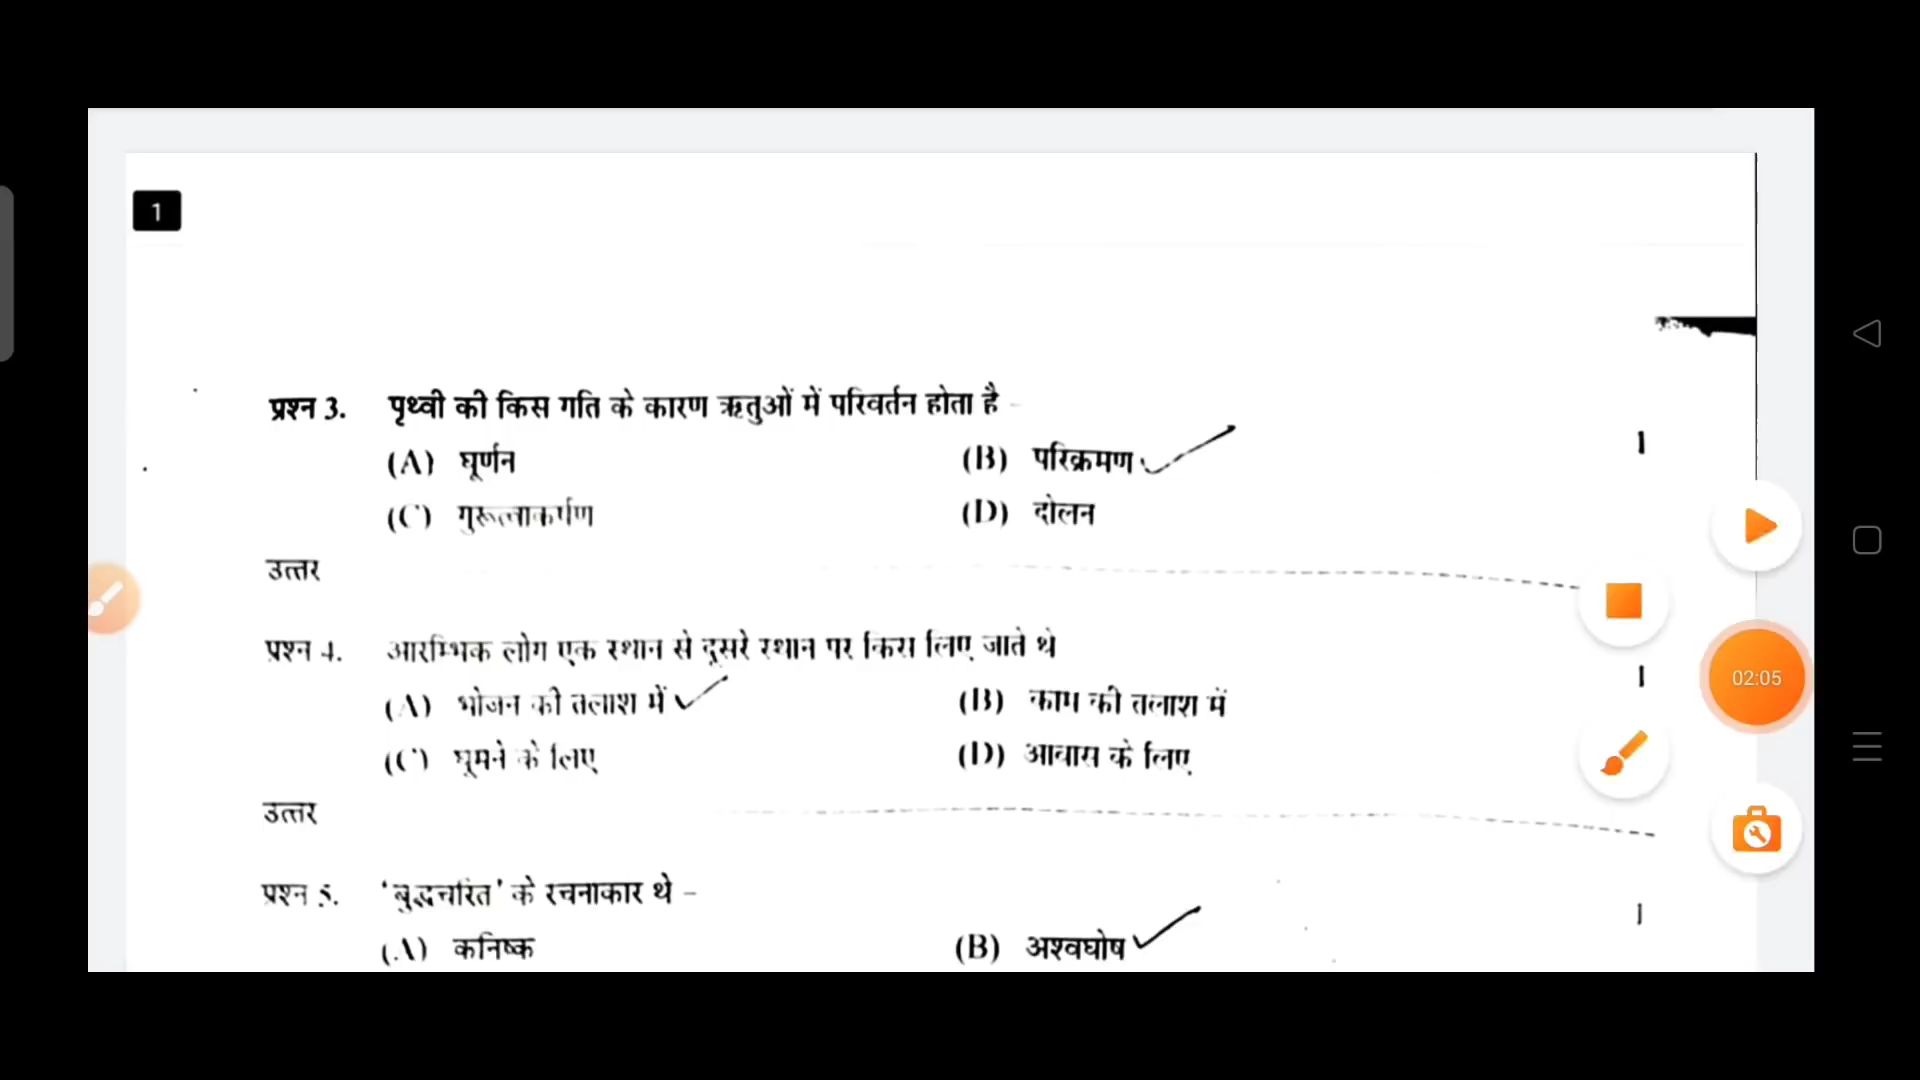 1
प्रश्न 3. पृथ्वी की किस गति के कारण ऋतुओं में परिवर्तन होता है – 1
(A) घूर्णन (B) परिक्रमण
(C) गुरूत्वाकर्षण (D) दोलन
उत्तर
प्रश्न 4. आरम्भिक लोग एक स्थान से दूसरे स्थान पर किस लिए जाते थे 1
(A) भोजन की तलाश में (B) काम की तलाश में
(C) घूमने के लिए (D) आवास के लिए
उत्तर
प्रश्न 5. 'बुद्धचरित' के रचनाकार थे – 1
(A) कनिष्क (B) अश्वघोष
02:05